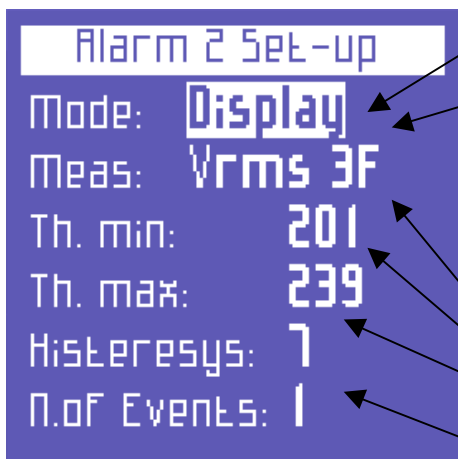 Alarm 2 Set-up
Mode: Display
Meas: Vrms 3F
Th. min: 201
Th. max: 239
Histeresys: 7
N.of Events: 1